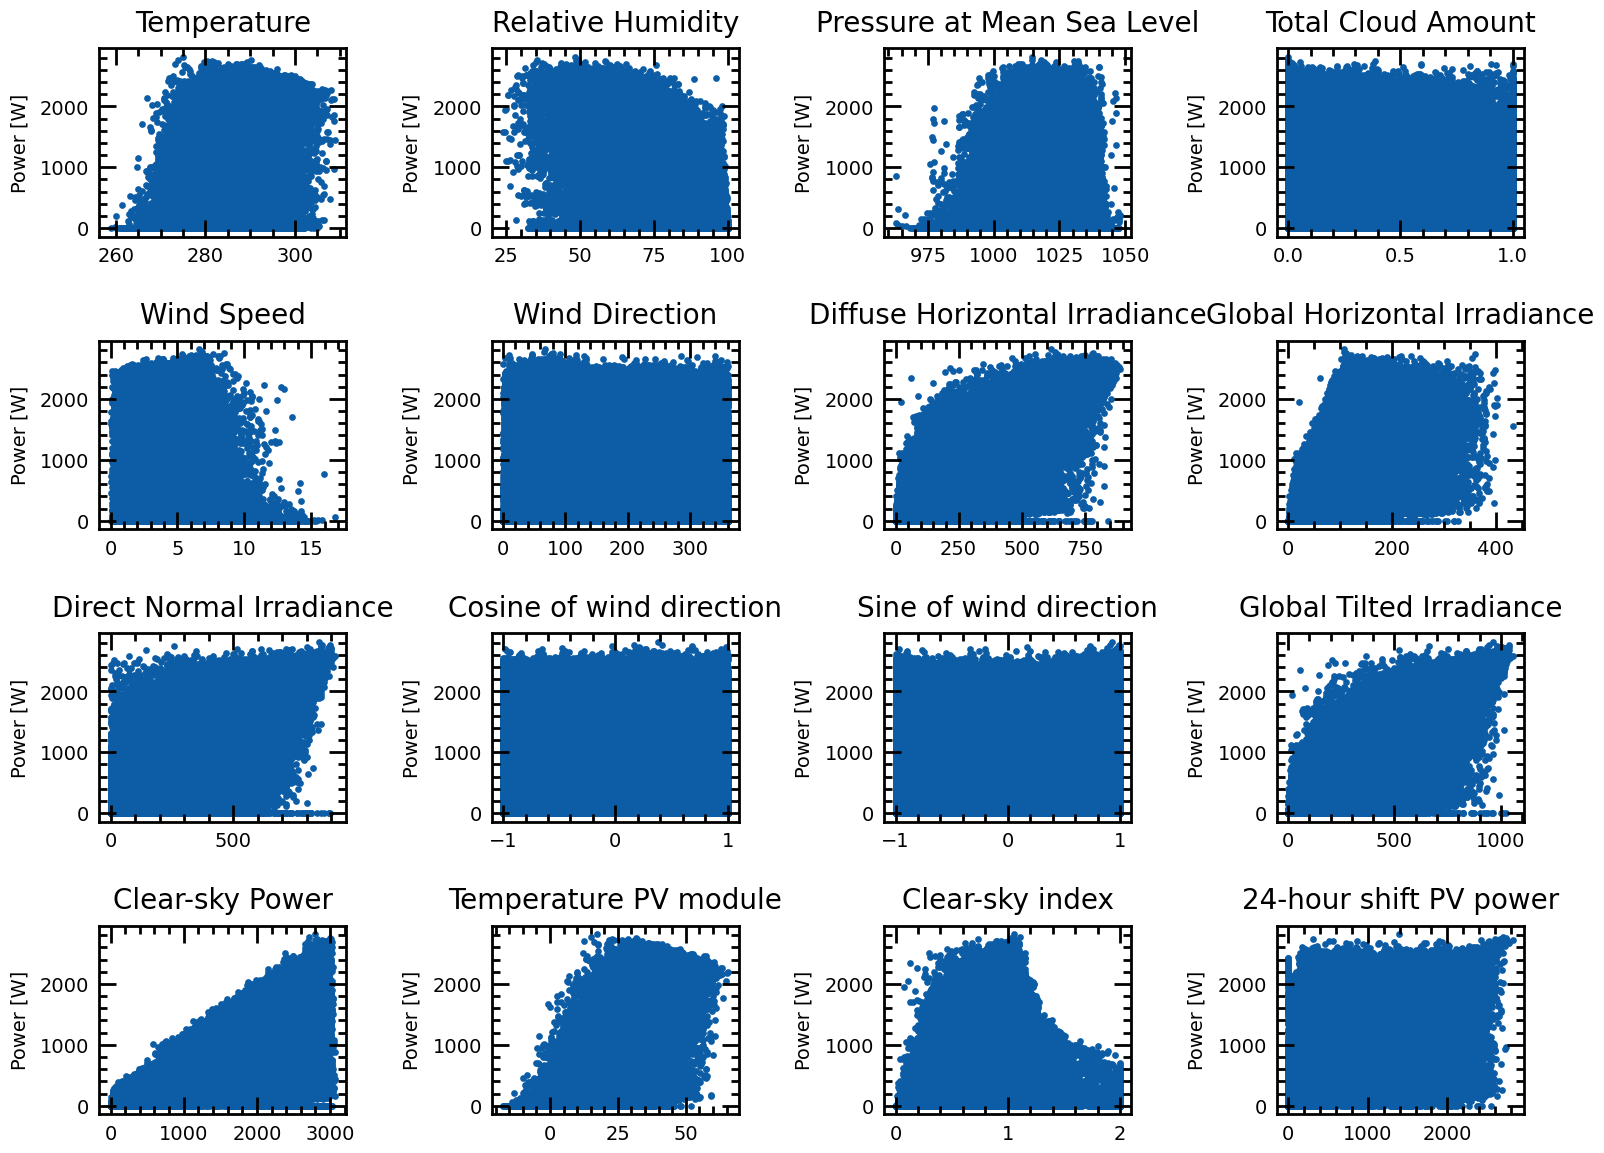 Temperature Relative Humidity Pressure at Mean Sea Level Total Cloud Amount
Power [W] Power [W] Power [W] Power [W]
2000 2000 2000 2000
1000 1000 1000 1000
0 0 0 0
260 280 300 25 50 75 100 975 1000 1025 1050 0.0 0.5 1.0
Wind Speed Wind Direction Diffuse Horizontal Irradiance Global Horizontal Irradiance
Power [W] Power [W] Power [W] Power [W]
2000 2000 2000 2000
1000 1000 1000 1000
0 0 0 0
0 5 10 15 0 100 200 300 0 250 500 750 0 200 400
Direct Normal Irradiance Cosine of wind direction Sine of wind direction Global Tilted Irradiance
Power [W] Power [W] Power [W] Power [W]
2000 2000 2000 2000
1000 1000 1000 1000
0 0 0 0
0 500 −1 0 1 −1 0 1 0 500 1000
Clear-sky Power Temperature PV module Clear-sky index 24-hour shift PV power
Power [W] Power [W] Power [W] Power [W]
2000 2000 2000 2000
1000 1000 1000 1000
0 0 0 0
0 1000 2000 3000 0 25 50 0 1 2 0 1000 2000